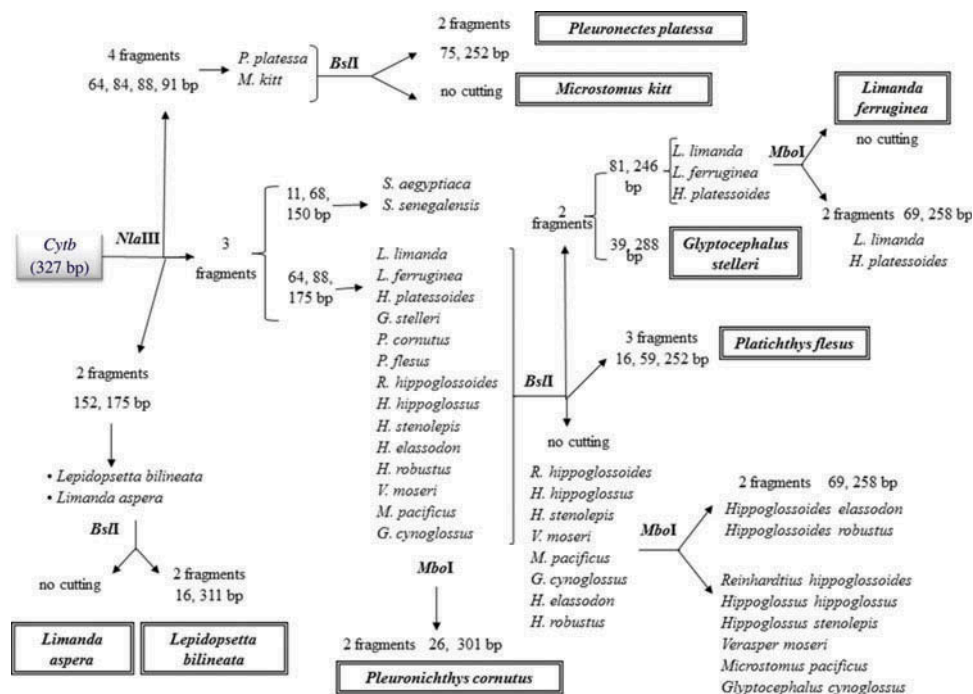 2 fragments
75, 252 bp
Pleuronectes platessa
4 fragments
64, 84, 88, 91 bp
P. platessa
M. kitt
BslI
no cutting
Microstomus kitt
Limanda
ferruginea
no cutting
81, 246
bp
L. limanda
L. ferruginea
H. platessoides
MboI
2 fragments 69, 258 bp
L. limanda
H. platessoides
2
fragments
39, 288
bp
Glyptocephalus
stelleri
11, 68,
150 bp
S. aegyptiaca
S. senegalensis
Cytb
(327 bp)
NlaIII
3
fragments
64, 88,
175 bp
L. limanda
L. ferruginea
H. platessoides
G. stelleri
P. cornutus
P. flesus
R. hippoglossoides
H. hippoglossus
H. stenolepis
H. elassodon
H. robustus
V. moseri
M. pacificus
G. cynoglossus
BslI
3 fragments
16, 59, 252 bp
Platichthys flesus
no cutting
R. hippoglossoides
H. hippoglossus
H. stenolepis
V. moseri
M. pacificus
G. cynoglossus
H. elassodon
H. robustus
MboI
2 fragments 69, 258 bp
Hippoglossoides elassodon
Hippoglossoides robustus
Reinhardtius hippoglossoides
Hippoglossus hippoglossus
Hippoglossus stenolepis
Verasper moseri
Microstomus pacificus
Glyptocephalus cynoglossus
2 fragments
152, 175 bp
• Lepidopsetta bilineata
• Limanda aspera
BslI
no cutting
2 fragments
16, 311 bp
Limanda
aspera
Lepidopsetta
bilineata
MboI
2 fragments 26, 301 bp
Pleuronichthys cornutus